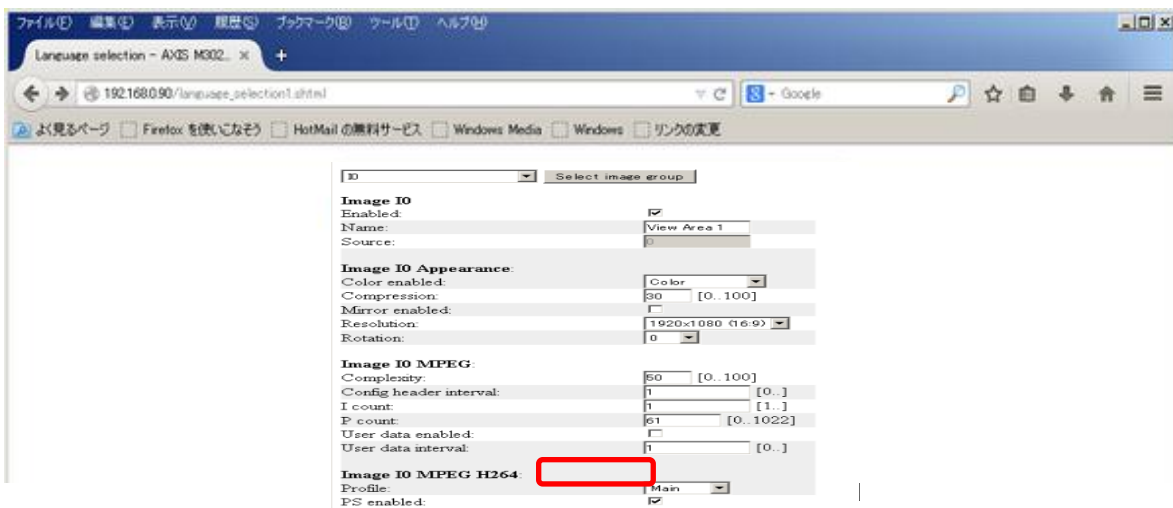 ファイル(F) 編集(E) 表示(V) 履歴(S) ブックマーク(B) ツール(T) ヘルプ(H)
Language selection - AXIS M302...
192.168.0.90/language_selection1.shtml
Google
よく見るページ Firefox を使いこなそう HotMail の無料サービス Windows Media Windows リンクの変更
I0 Select image group
Image I0
Enabled:
Name: View Area 1
Source: 0
Image I0 Appearance:
Color enabled: Color
Compression: 30 [0..100]
Mirror enabled:
Resolution: 1920x1080 (16:9)
Rotation: 0
Image I0 MPEG:
Complexity: 50 [0..100]
Config header interval: 1 [0..]
I count: 1 [1..]
P count: 61 [0..1022]
User data enabled:
User data interval: 1 [0..]
Image I0 MPEG H264:
Profile: Main
PS enabled: